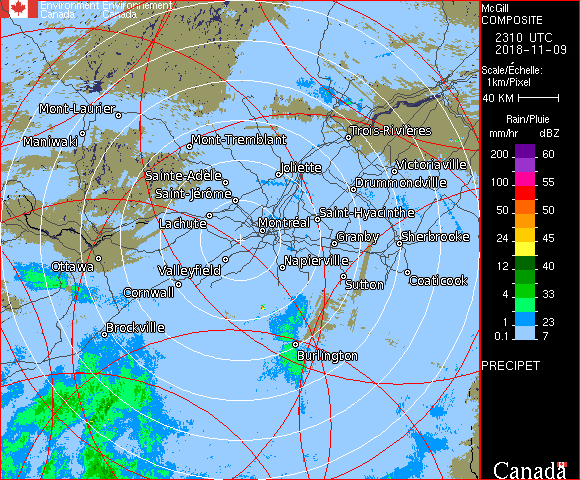 Environment Environnement
Canada Canada
McGill
COMPOSITE
2310 UTC
2018-11-09
Scale/Échelle:
1km/Pixel
40 KM
Rain/Pluie
mm/hr dBZ
200 60
100 55
50 50
24 45
12 40
4 33
1 23
0.1 7
PRECIPET
Canada
Mont-Laurier
Maniwaki
Mont-Tremblant
Trois-Rivières
Joliette
Victoriaville
Sainte-Adèle
Drummondville
Saint-Jérôme
Saint-Hyacinthe
Lachute
Montréal
Granby
Sherbrooke
Ottawa
Valleyfield
Napierville
Coaticook
Sutton
Cornwall
Brockville
Burlington